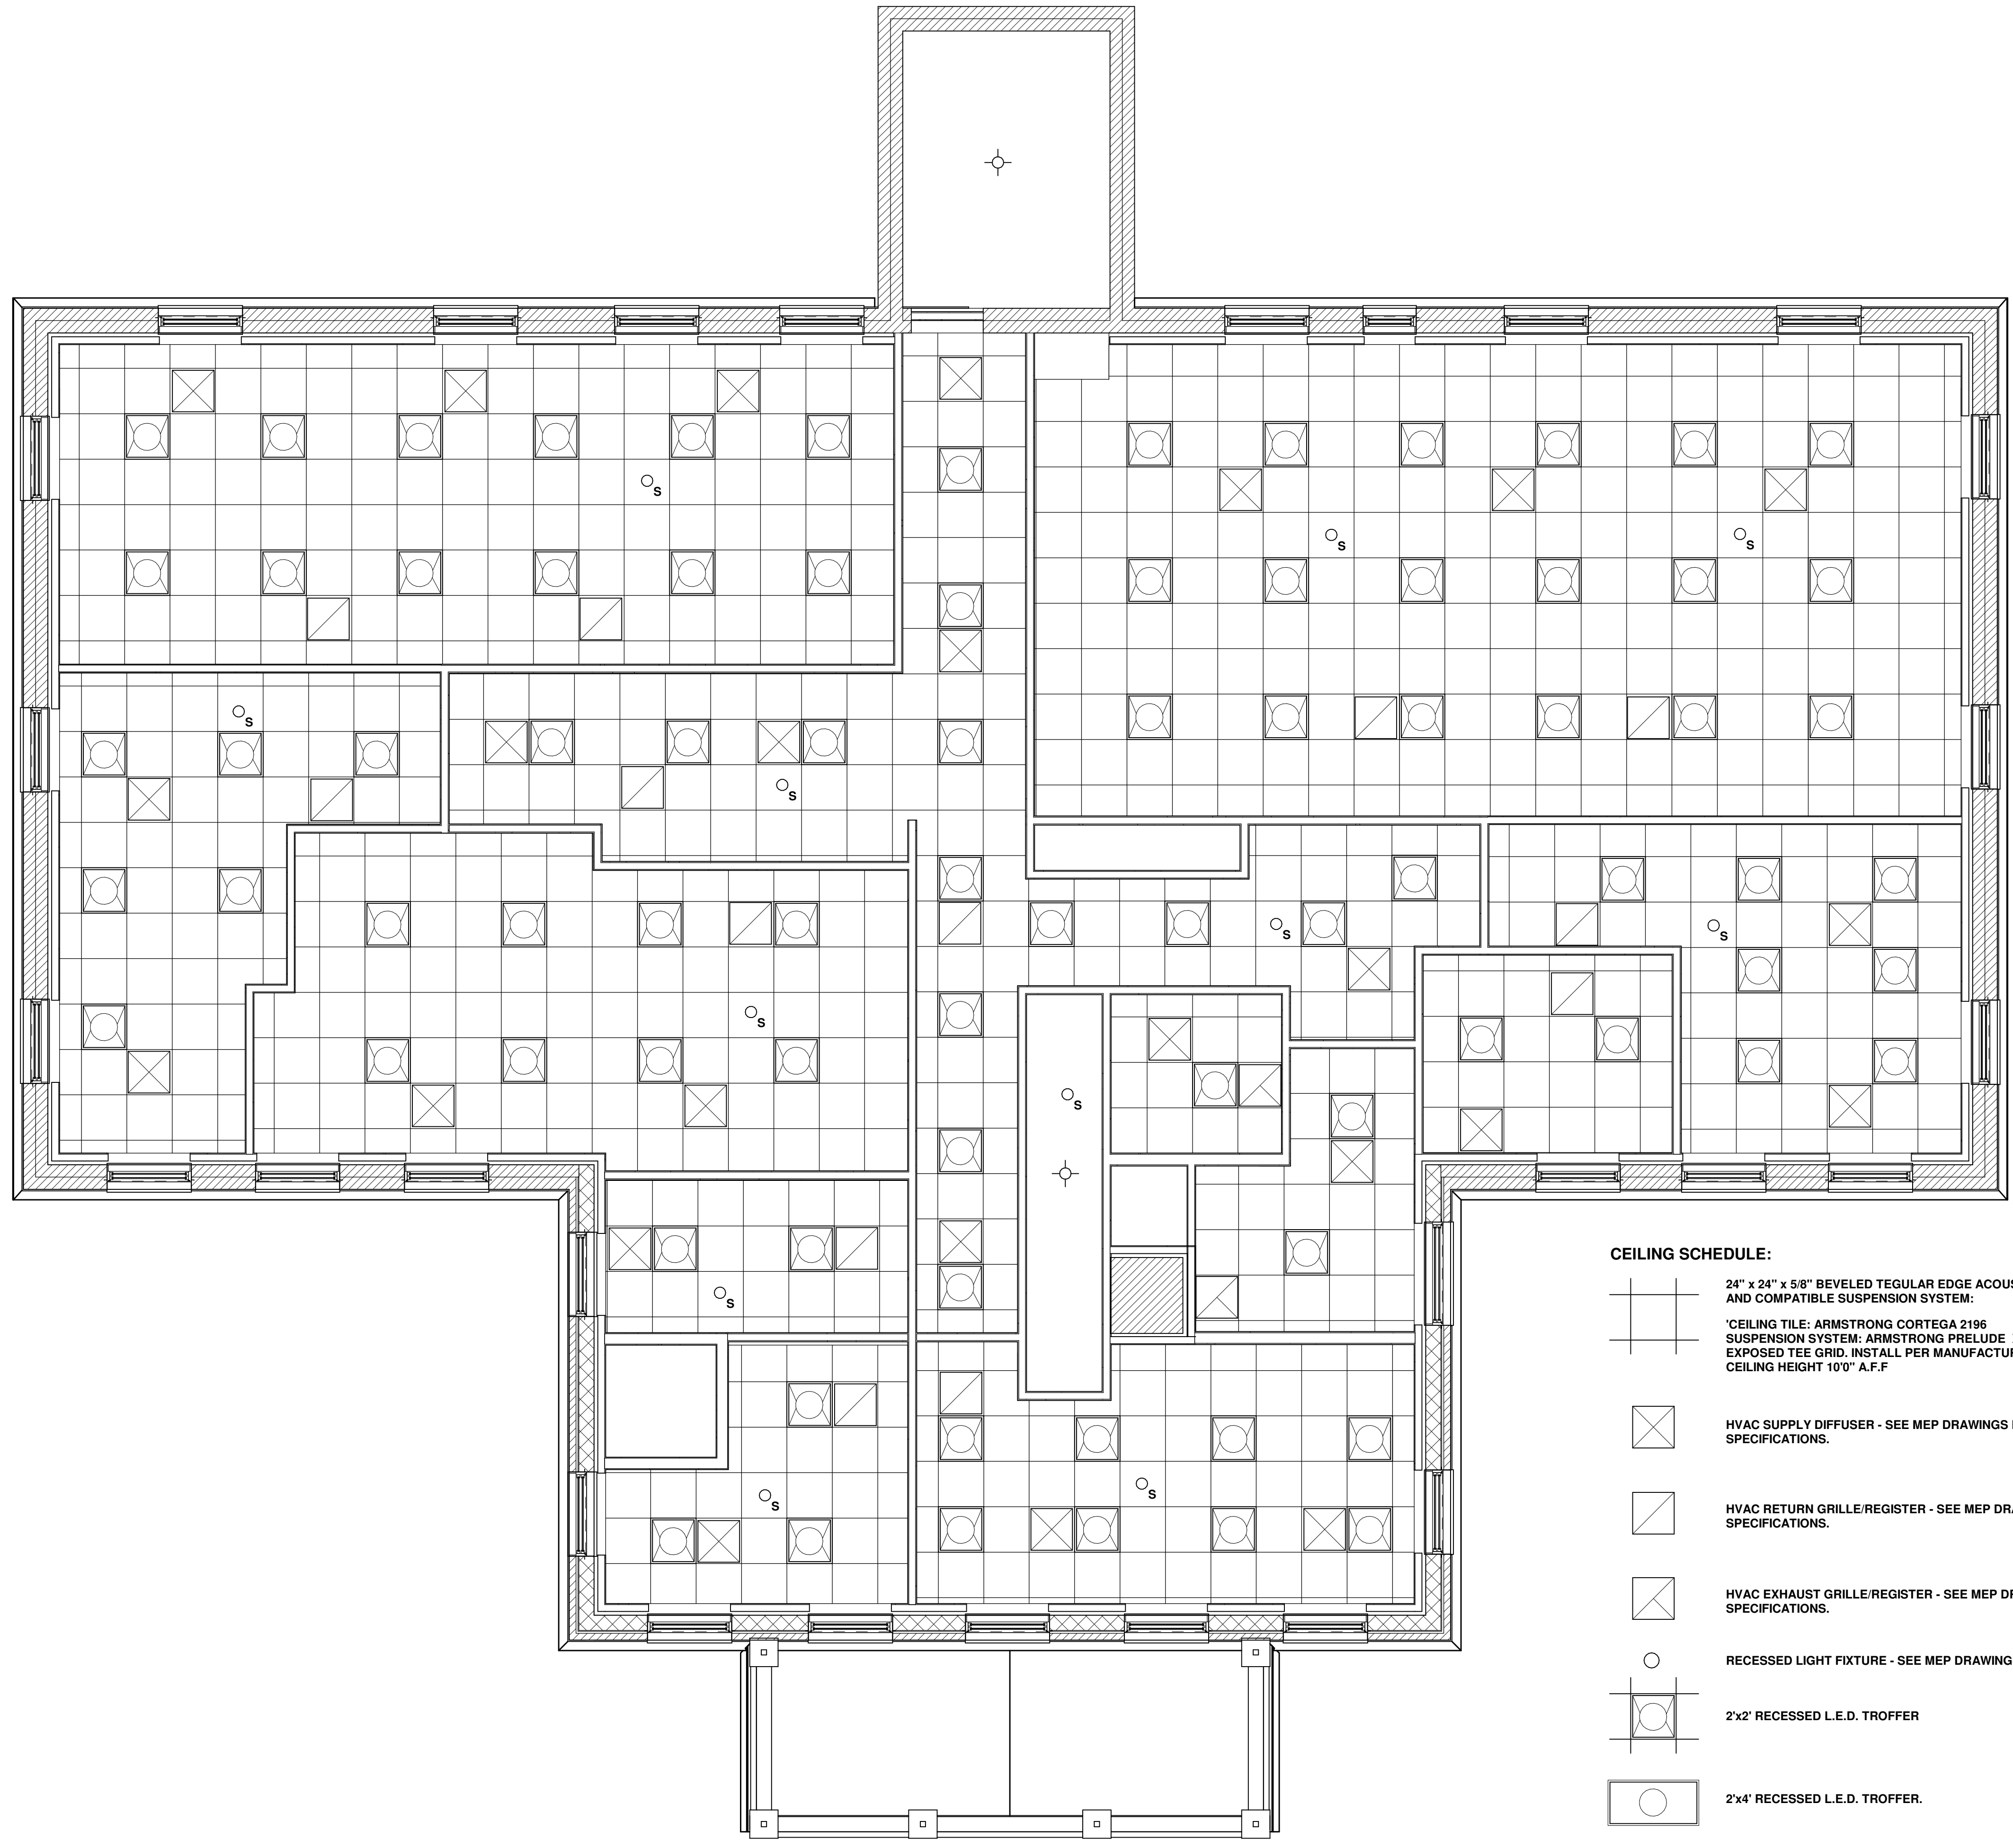 S
S
S
S
S
S
S
S
S
S
S
S
CEILING SCHEDULE:
24" x 24" x 5/8" BEVELED TEGULAR EDGE ACOUS
AND COMPATIBLE SUSPENSION SYSTEM:
'CEILING TILE: ARMSTRONG CORTEGA 2196
SUSPENSION SYSTEM: ARMSTRONG PRELUDE
EXPOSED TEE GRID. INSTALL PER MANUFACTUR
CEILING HEIGHT 10'0" A.F.F
HVAC SUPPLY DIFFUSER - SEE MEP DRAWINGS
SPECIFICATIONS.
HVAC RETURN GRILLE/REGISTER - SEE MEP DRA
SPECIFICATIONS.
HVAC EXHAUST GRILLE/REGISTER - SEE MEP DR
SPECIFICATIONS.
RECESSED LIGHT FIXTURE - SEE MEP DRAWING
2'x2' RECESSED L.E.D. TROFFER
2'x4' RECESSED L.E.D. TROFFER.